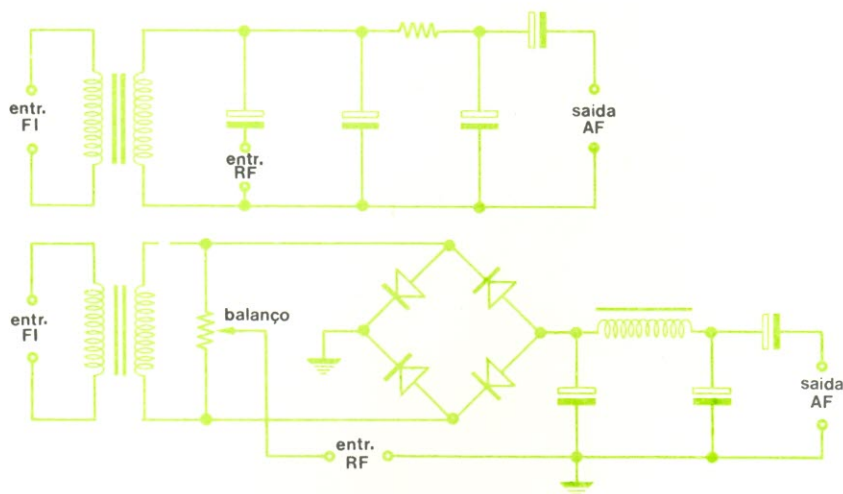 entr.
FI
entr.
RF
saida
AF
entr.
FI
balanço
entr.
RF
saida
AF